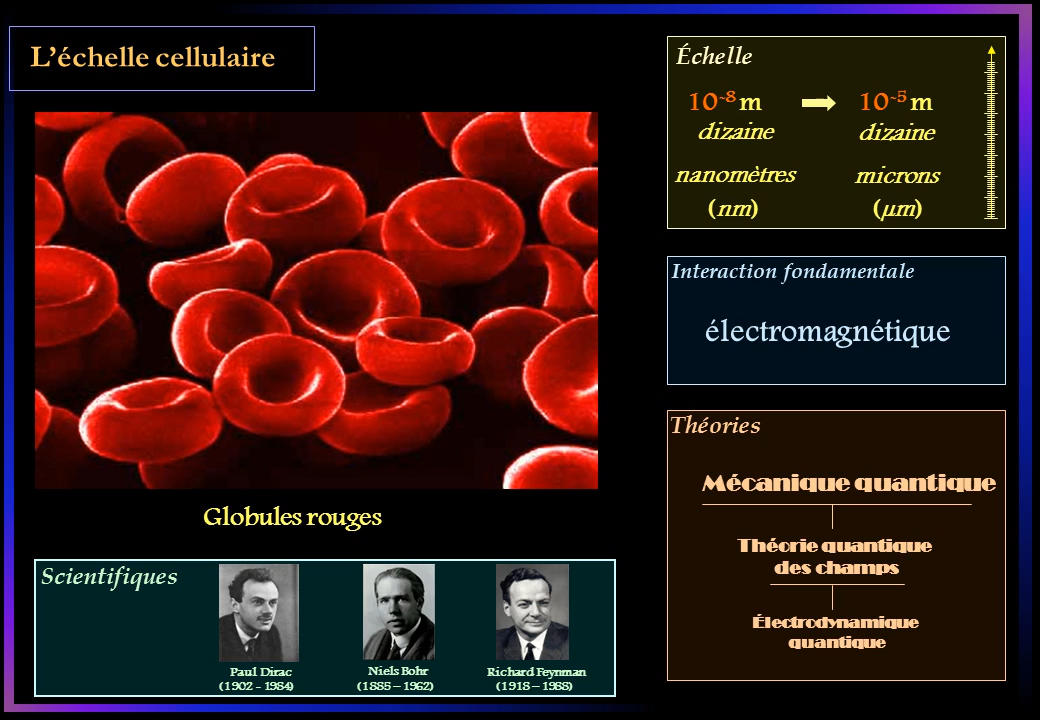 L'échelle cellulaire
Globules rouges
Scientifiques
Paul Dirac
(1902 - 1984)
Niels Bohr
(1885 – 1962)
Richard Feynman
(1918 – 1988)
Échelle
10⁻⁸ m 10⁻⁵ m
dizaine dizaine
nanomètres microns
(nm) (µm)
Interaction fondamentale
électromagnétique
Théories
Mécanique quantique
Théorie quantique
des champs
Électrodynamique
quantique